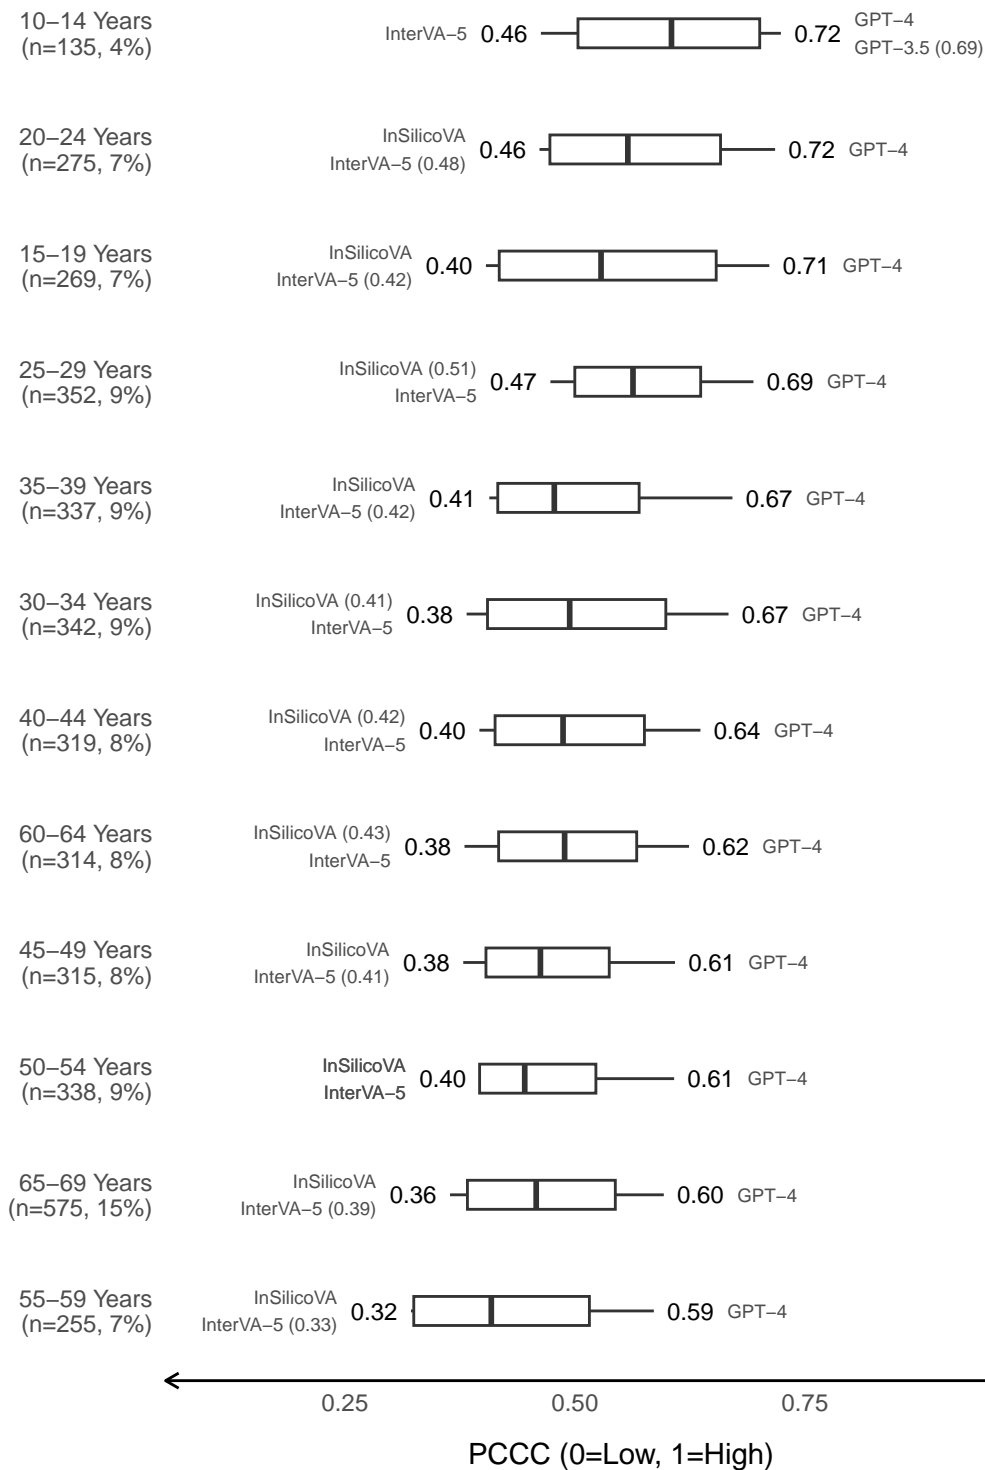 10–14 Years
(n=135, 4%)
InterVA−5
0.46
0.72
GPT−4
GPT−3.5 (0.69)
20–24 Years
(n=275, 7%)
InSilicoVA
InterVA−5 (0.48)
0.46
0.72
GPT−4
15–19 Years
(n=269, 7%)
InSilicoVA
InterVA−5 (0.42)
0.40
0.71
GPT−4
25–29 Years
(n=352, 9%)
InSilicoVA (0.51)
InterVA−5
0.47
0.69
GPT−4
35–39 Years
(n=337, 9%)
InSilicoVA
InterVA−5 (0.42)
0.41
0.67
GPT−4
30–34 Years
(n=342, 9%)
InSilicoVA (0.41)
InterVA−5
0.38
0.67
GPT−4
40–44 Years
(n=319, 8%)
InSilicoVA (0.42)
InterVA−5
0.40
0.64
GPT−4
60–64 Years
(n=314, 8%)
InSilicoVA (0.43)
InterVA−5
0.38
0.62
GPT−4
45–49 Years
(n=315, 8%)
InSilicoVA
InterVA−5 (0.41)
0.38
0.61
GPT−4
50–54 Years
(n=338, 9%)
InSilicoVA
InterVA−5
0.40
0.61
GPT−4
65–69 Years
(n=575, 15%)
InSilicoVA
InterVA−5 (0.39)
0.36
0.60
GPT−4
55–59 Years
(n=255, 7%)
InSilicoVA
InterVA−5 (0.33)
0.32
0.59
GPT−4
0.25 0.50 0.75
PCCC (0=Low, 1=High)